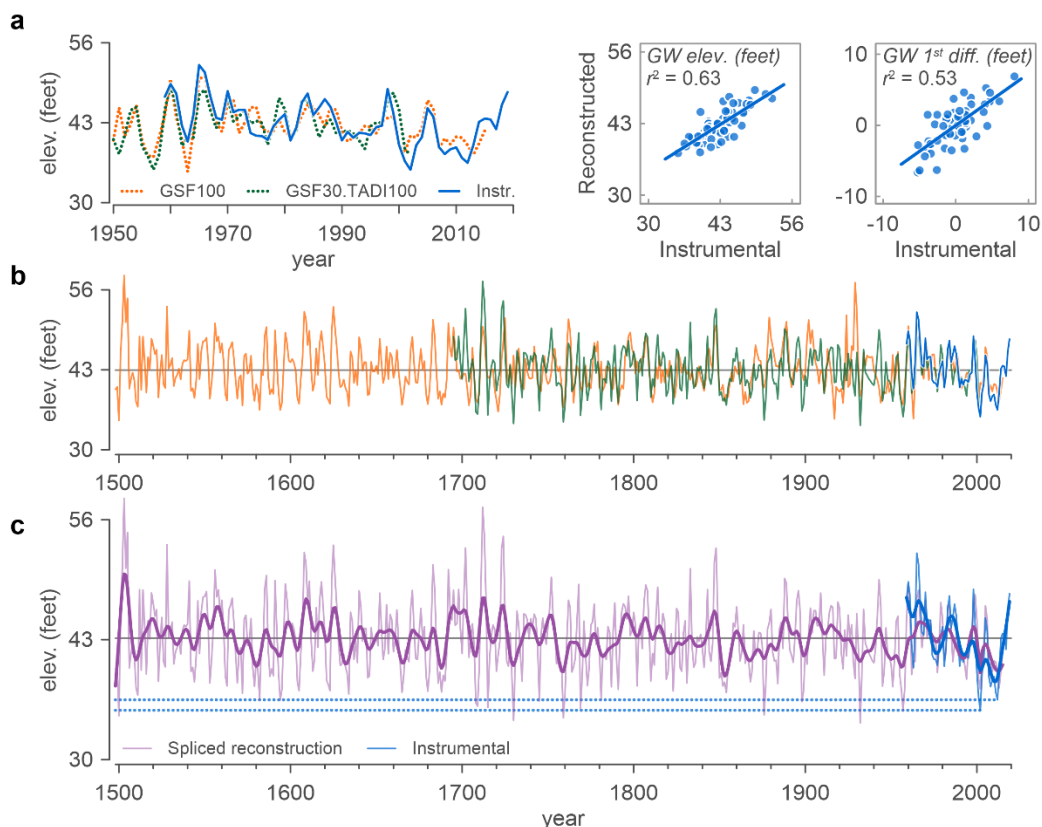 a
56
43
30
elev. (feet)
GSF100 GSF30.TADI100 Instr.
1950 1970 1990 2010
year
56
43
30
Reconstructed
GW elev. (feet)
r² = 0.63
30 43 56
Instrumental
10
0
-10
GW 1st diff. (feet)
r² = 0.53
-10 0 10
Instrumental
b
56
43
30
elev. (feet)
1500 1600 1700 1800 1900 2000
c
56
43
30
elev. (feet)
Spliced reconstruction Instrumental
1500 1600 1700 1800 1900 2000
year